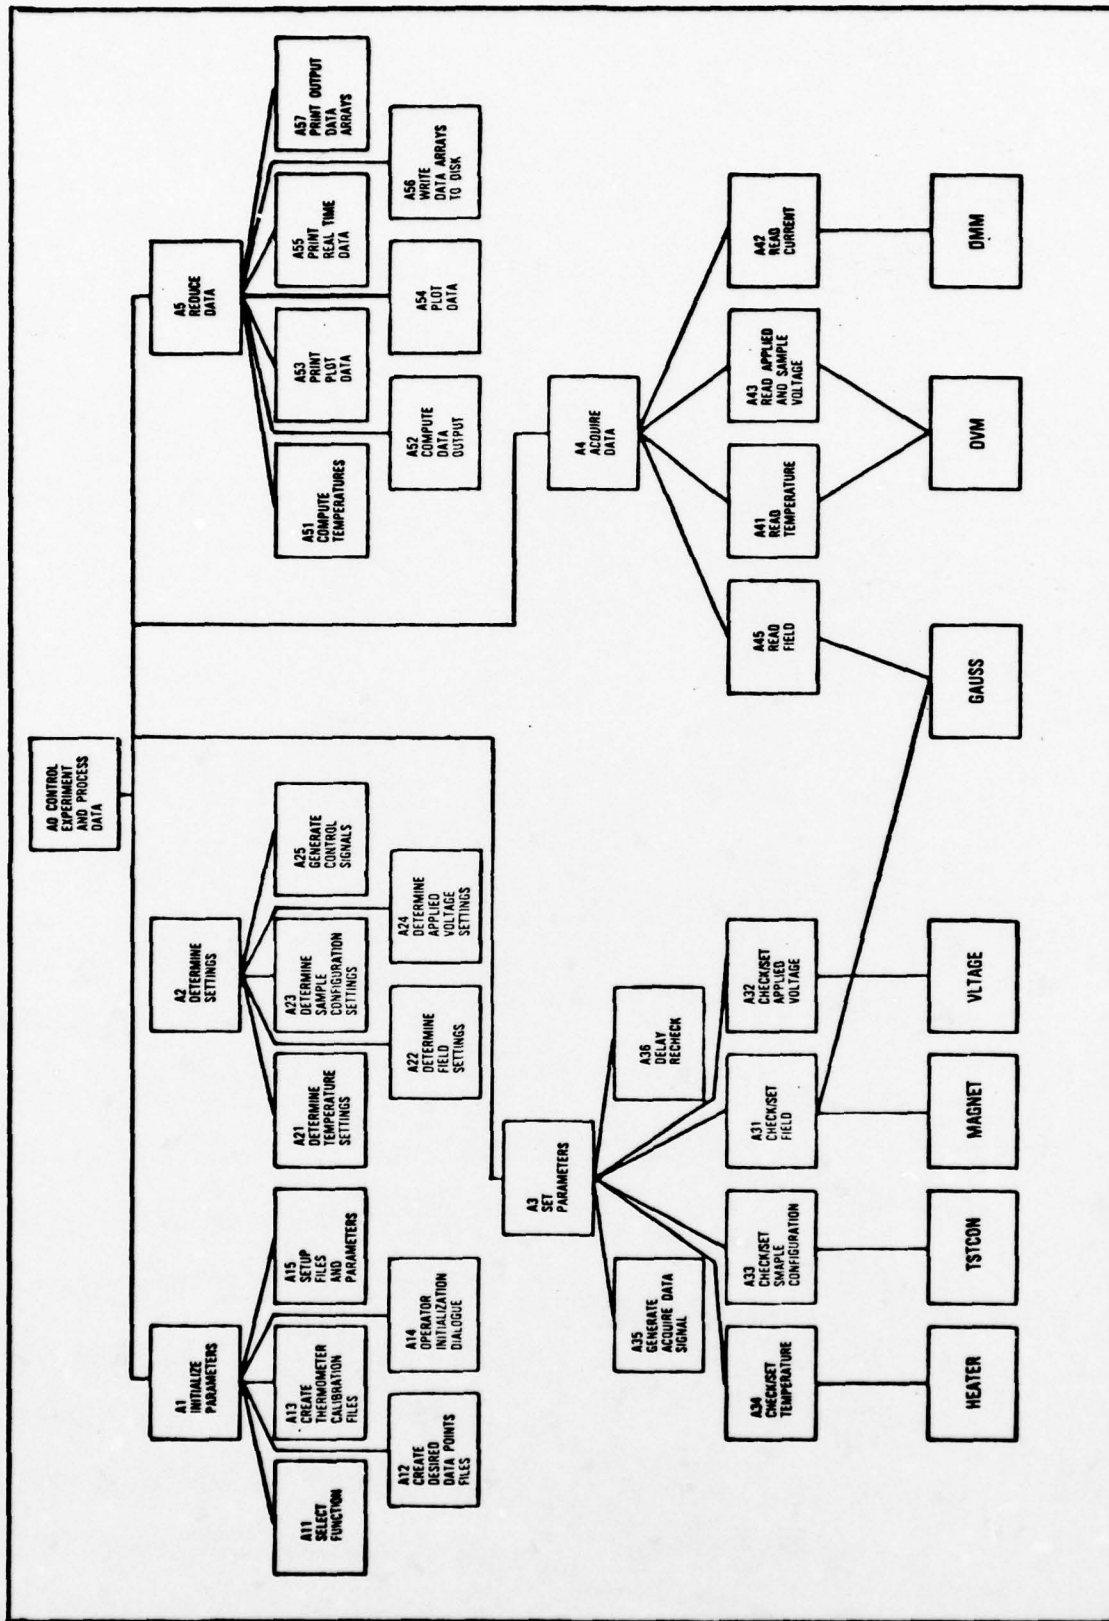 A0 CONTROL
EXPERIMENT
AND PROCESS
DATA
A1
INITIALIZE
PARAMETERS
A2
DETERMINE
SETTINGS
A5
REDUCE
DATA
A11
SELECT
FUNCTION
A13
CREATE
THERMOMETER
CALIBRATION
FILES
A15
SETUP
FILES
AND
PARAMETERS
A21
DETERMINE
TEMPERATURE
SETTINGS
A23
DETERMINE
SAMPLE
CONFIGURATION
SETTINGS
A25
GENERATE
CONTROL
SIGNALS
A51
COMPUTE
TEMPERATURES
A53
PRINT
PLOT
DATA
A55
PRINT
REAL TIME
DATA
A57
PRINT OUTPUT
DATA
ARRAYS
A12
CREATE
DESIRED
DATA POINTS
FILES
A14
OPERATOR
INITIALIZATION
DIALOGUE
A22
DETERMINE
FIELD
SETTINGS
A24
DETERMINE
APPLIED
VOLTAGE
SETTINGS
A52
COMPUTE
DATA
OUTPUT
A54
PLOT
DATA
A56
WRITE
DATA ARRAYS
TO DISK
A3
SET
PARAMETERS
A4
ACQUIRE
DATA
A35
GENERATE
ACQUIRE DATA
SIGNAL
A36
DELAY
RECHECK
A34
CHECK/SET
TEMPERATURE
A33
CHECK/SET
SMAPLE
CONFIGURATION
A31
CHECK/SET
FIELD
A32
CHECK/SET
APPLIED
VOLTAGE
A45
READ
FIELD
A41
READ
TEMPERATURE
A43
READ APPLIED
AND SAMPLE
VOLTAGE
A42
READ
CURRENT
HEATER
TSTCON
MAGNET
VLTAGE
GAUSS
DVM
DMM